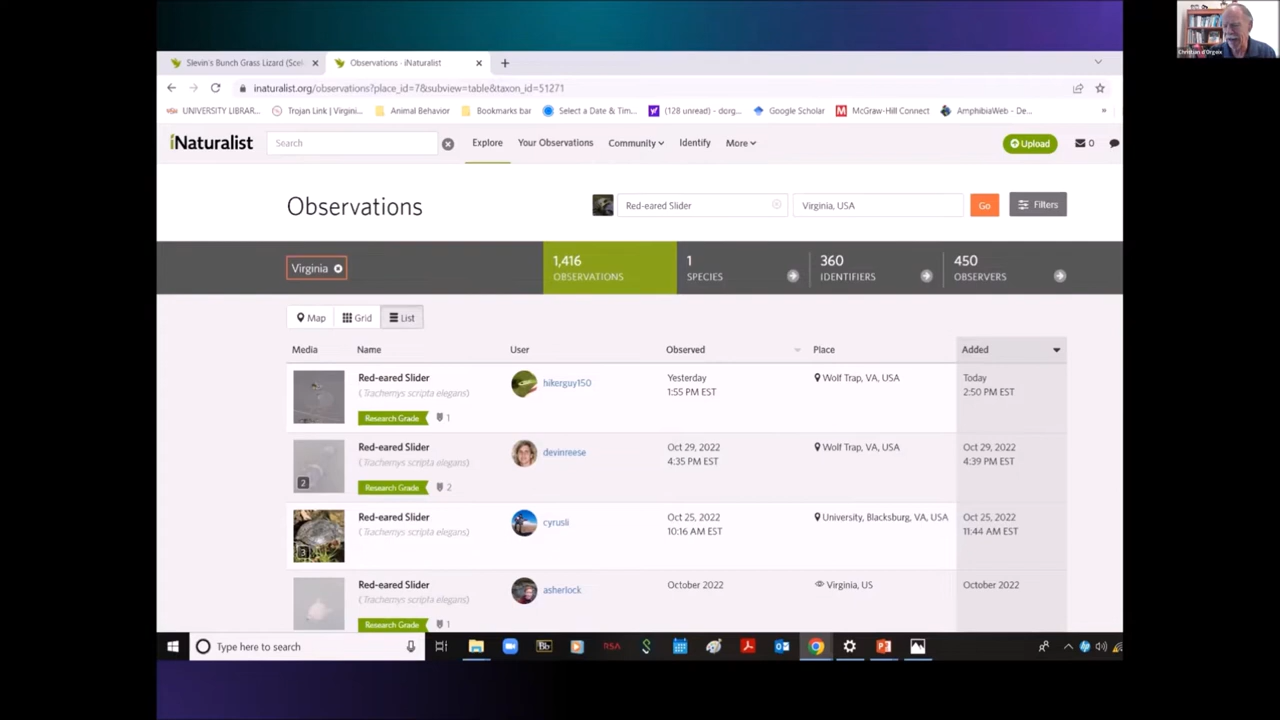 Slevin's Bunch Grass Lizard (Scel
Observations · iNaturalist
inaturalist.org/observations?place_id=7&subview=table&taxon_id=51271
UNIVERSITY LIBRAR... Trojan Link | Virgini... Animal Behavior Bookmarks bar Select a Date & Tim... (128 unread) - dorg... Google Scholar McGraw-Hill Connect AmphibiaWeb - De... »
iNaturalist Search Explore Your Observations Community Identify More Upload 0
Observations Red-eared Slider Virginia, USA Go Filters
Virginia
1,416 1 360 450
OBSERVATIONS SPECIES IDENTIFIERS OBSERVERS
Map Grid List
Media Name User Observed Place Added
Red-eared Slider hikerguy150 Yesterday Wolf Trap, VA, USA Today
(Trachemys scripta elegans) 1:55 PM EST 2:50 PM EST
Research Grade 1
Red-eared Slider devinreese Oct 29, 2022 Wolf Trap, VA, USA Oct 29, 2022
(Trachemys scripta elegans) 4:35 PM EST 4:39 PM EST
2 Research Grade 2
Red-eared Slider cyrusli Oct 25, 2022 University, Blacksburg, VA, USA Oct 25, 2022
(Trachemys scripta elegans) 10:16 AM EST 11:44 AM EST
3
Red-eared Slider asherlock October 2022 Virginia, US October 2022
(Trachemys scripta elegans)
Research Grade 1
Type here to search Bb RSA